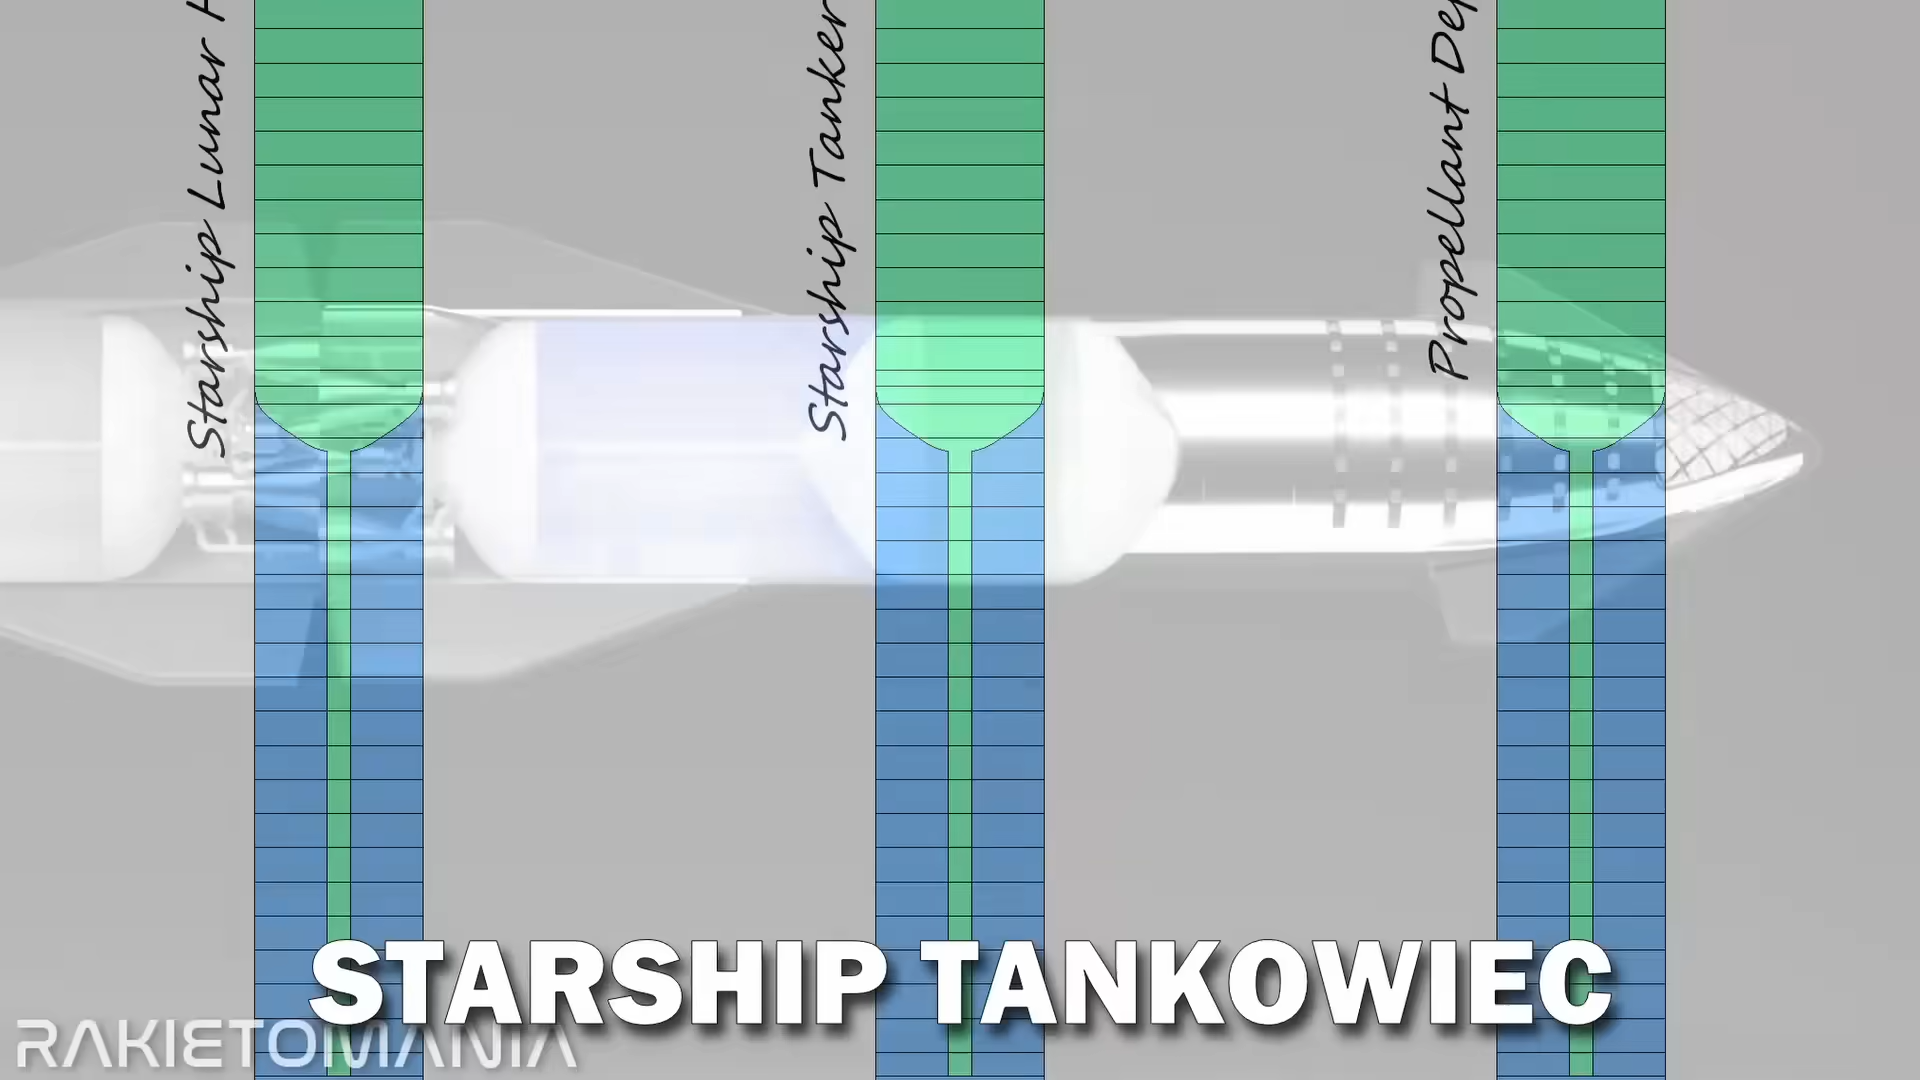 Starship Lunar
Starship Tanker
Propellant
STARSHIP TANKOWIEC
RAKIETOMANIA